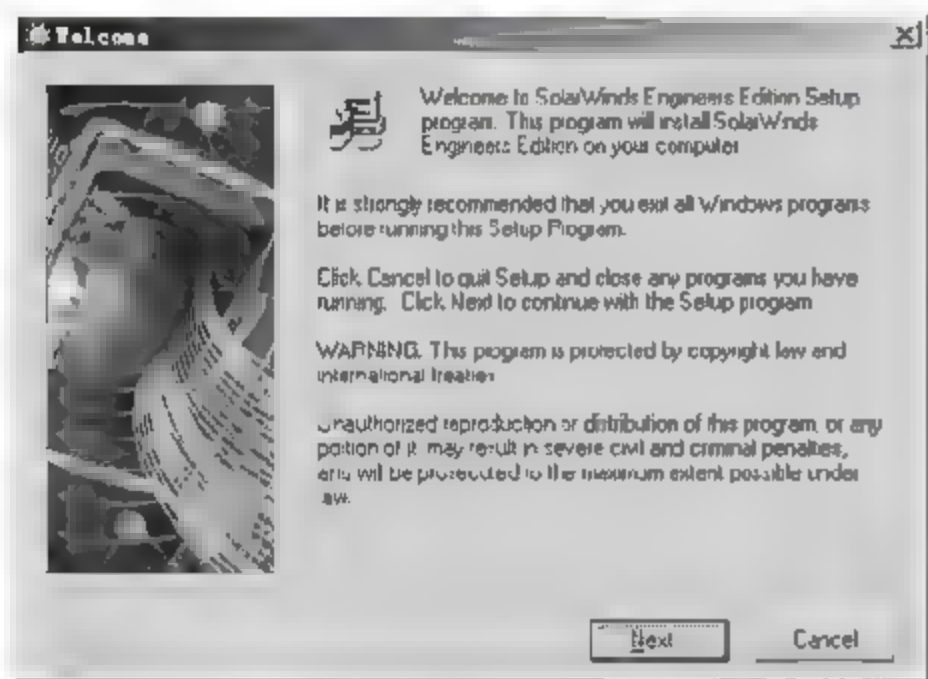 Welcome
Welcome to SolarWinds Engineers Edition Setup
program. This program will install SolarWinds
Engineers Edition on your computer
It is strongly recommended that you exit all Windows programs
before running this Setup Program.
Click Cancel to quit Setup and close any programs you have
running. Click Next to continue with the Setup program
WARNING. This program is protected by copyright law and
international treaties
Unauthorized reproduction or distribution of this program, or any
portion of it may result in severe civil and criminal penalties,
and will be prosecuted to the maximum extent possible under
law.
Next
Cancel